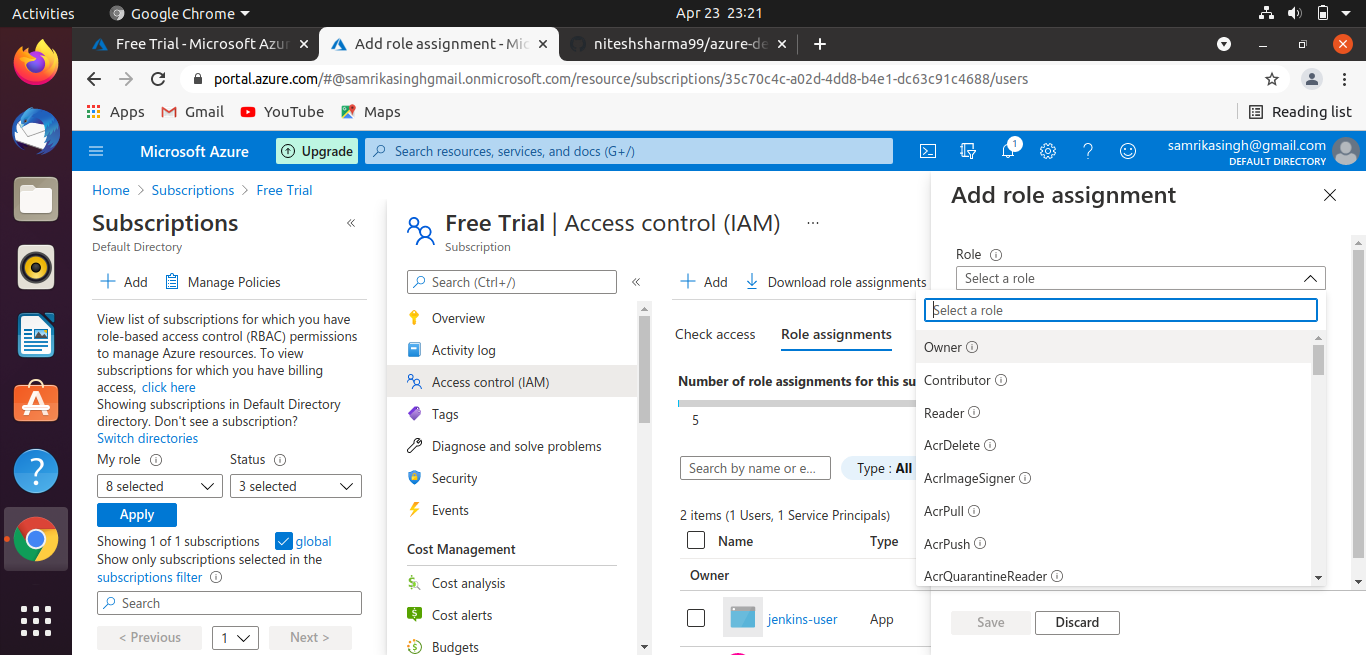 Activities
Google Chrome
Apr 23 23:21
Free Trial - Microsoft Azur
Add role assignment - Mic
niteshsharma99/azure-de
portal.azure.com/#@samrikasinghgmail.onmicrosoft.com/resource/subscriptions/35c70c4c-a02d-4dd8-b4e1-dc63c91c4688/users
Apps
Gmail
YouTube
Maps
Reading list
Microsoft Azure
Upgrade
Search resources, services, and docs (G+/)
1
samrikasingh@gmail.com
DEFAULT DIRECTORY
Home > Subscriptions > Free Trial
Subscriptions
Default Directory
Add
Manage Policies
View list of subscriptions for which you have
role-based access control (RBAC) permissions
to manage Azure resources. To view
subscriptions for which you have billing
access, click here
Showing subscriptions in Default Directory
directory. Don't see a subscription?
Switch directories
My role
Status
8 selected
3 selected
Apply
Showing 1 of 1 subscriptions
global
Show only subscriptions selected in the
subscriptions filter
Search
< Previous
1
Next >
Free Trial | Access control (IAM)
...
Subscription
Search (Ctrl+/)
«
Overview
Activity log
Access control (IAM)
Tags
Diagnose and solve problems
Security
Events
Cost Management
Cost analysis
Cost alerts
Budgets
Add
Download role assignments
Check access
Role assignments
Number of role assignments for this su
5
Search by name or e...
Type : All
2 items (1 Users, 1 Service Principals)
Name
Type
Owner
jenkins-user
App
Add role assignment
Role
Select a role
Select a role
Owner
Contributor
Reader
AcrDelete
AcrImageSigner
AcrPull
AcrPush
AcrQuarantineReader
Save
Discard